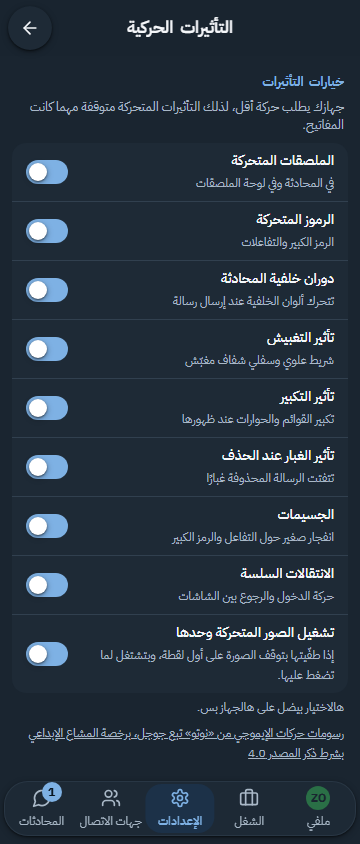 التأثيرات الحركية
خيارات التأثيرات
جهازك يطلب حركة أقل، لذلك التأثيرات المتحركة متوقفة مهما كانت
المفاتيح.
الملصقات المتحركة
في المحادثة وفي لوحة الملصقات
الرموز المتحركة
الرمز الكبير والتفاعلات
دوران خلفية المحادثة
تتحرك ألوان الخلفية عند إرسال رسالة
تأثير التغبيش
شريط علوي وسفلي شفاف مغبّش
تأثير التكبير
تكبير القوائم والحوارات عند ظهورها
تأثير الغبار عند الحذف
تتفتت الرسالة المحذوفة غبارًا
الجسيمات
انفجار صغير حول التفاعل والرمز الكبير
الانتقالات السلسة
حركة الدخول والرجوع بين الشاشات
تشغيل الصور المتحركة وحدها
إذا طفّيتها بتوقف الصورة على أول لقطة، وبتشتغل لما
تضغط عليها.
هالاختيار بيضل على هالجهاز بس.
رسومات حركات الإيموجي من «نوتو» تبع جوجل، برخصة المشاع الإبداعي
بشرط ذكر المصدر 4.0
ZO
1
ملفي
الشغل
الإعدادات
جهات الاتصال
المحادثات